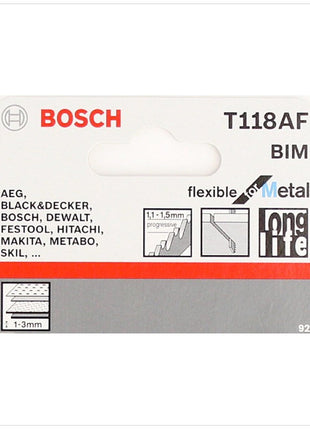 BOSCH
T118AF
BIM
flexible for Metal
AEG,
BLACK&DECKER,
BOSCH, DEWALT,
FESTOOL, HITACHI,
MAKITA, METABO,
SKIL, ...
1,1 - 1,5mm
progressive
long
life
1-3mm
92